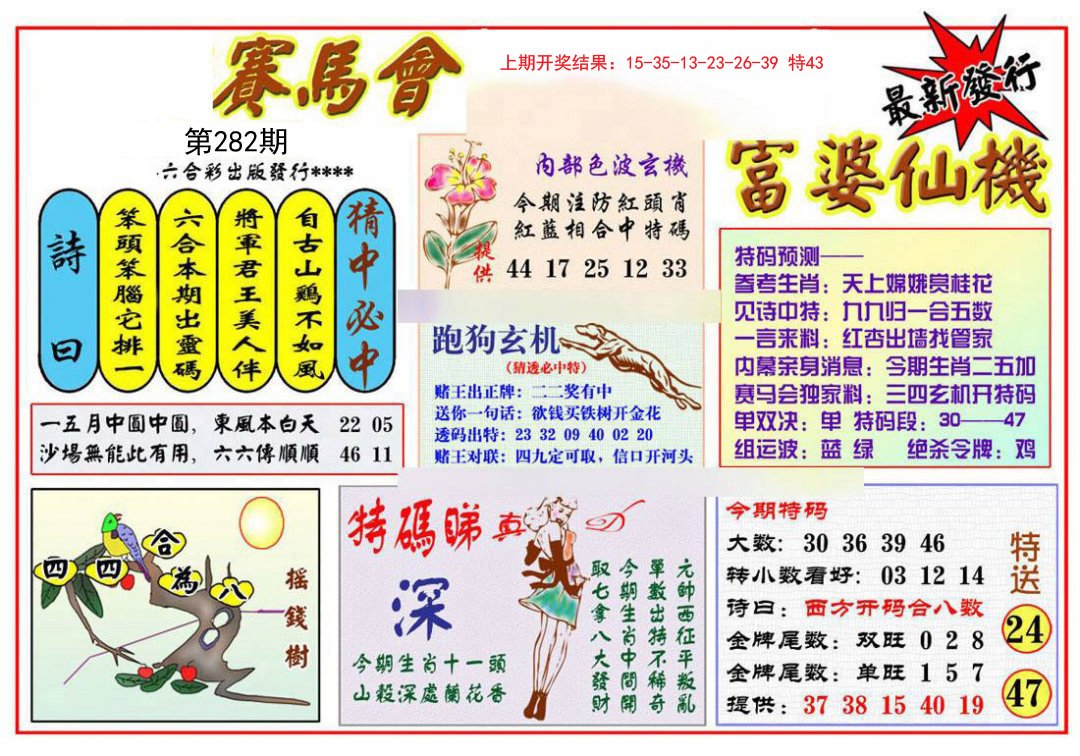 賽馬會
上期开奖结果：15-35-13-23-26-39 特43
最新發行
第282期
六合彩出版發行****
富婆仙機
猜中必中
自古山鷄不如風
將軍君王美人伴
六合本期出靈碼
笨頭笨腦它排一
詩曰
內部色波玄機
今期注防紅頭肖
紅藍相合中特碼
提供
44 17 25 12 33
特码预测——
参考生肖：天上嫦娥赏桂花
见诗中特：九九归一合五数
一言来料：红杏出墙找管家
内幕亲身消息：今期生肖二五加
赛马会独家料：三四玄机开特码
单双决：单 特码段：30——47
组运波：蓝 绿 绝杀令牌：鸡
跑狗玄机
（猜透必中特）
赌王出正牌：二二奖有中
送你一句话：欲钱买铁树开金花
透码出特：23 32 09 40 02 20
赌王对联：四九定可取，信口开河头
一五月中圓中圓，東風本白天 22 05
沙場無能此有用，六六傳順順 46 11
四四合為八
摇錢樹
特碼睇真D
深
今期生肖十一頭
山穀深處蘭花香
元帥西征平叛亂
單數出特不稀奇
今期生肖中間開
取七拿八大發財
今期特码
大数：30 36 39 46
转小数看好：03 12 14
诗曰：西方开码合八数
金牌尾数：双旺 0 2 8
金牌尾数：单旺 1 5 7
提供：37 38 15 40 19
特送
24
47